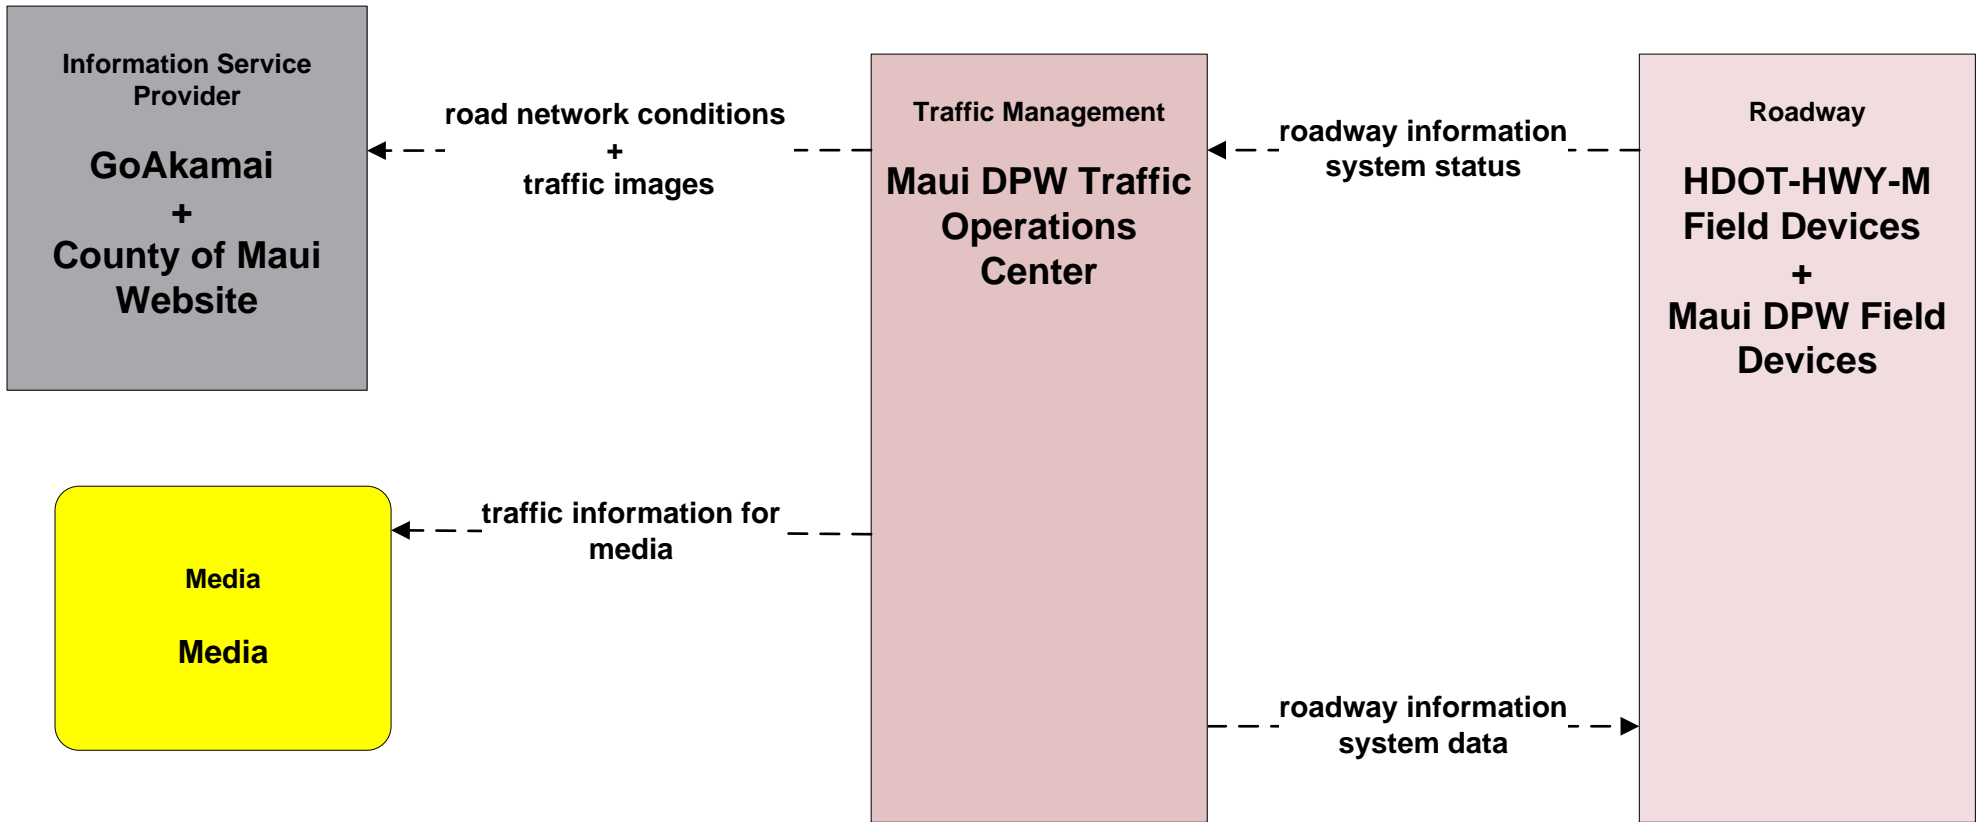 Information Service
Provider
GoAkamai
+
County of Maui
Website
road network conditions
+
traffic images
Traffic Management
Maui DPW Traffic
Operations
Center
roadway information
system status
Roadway
HDOT-HWY-M
Field Devices
+
Maui DPW Field
Devices
traffic information for
media
Media
Media
roadway information
system data